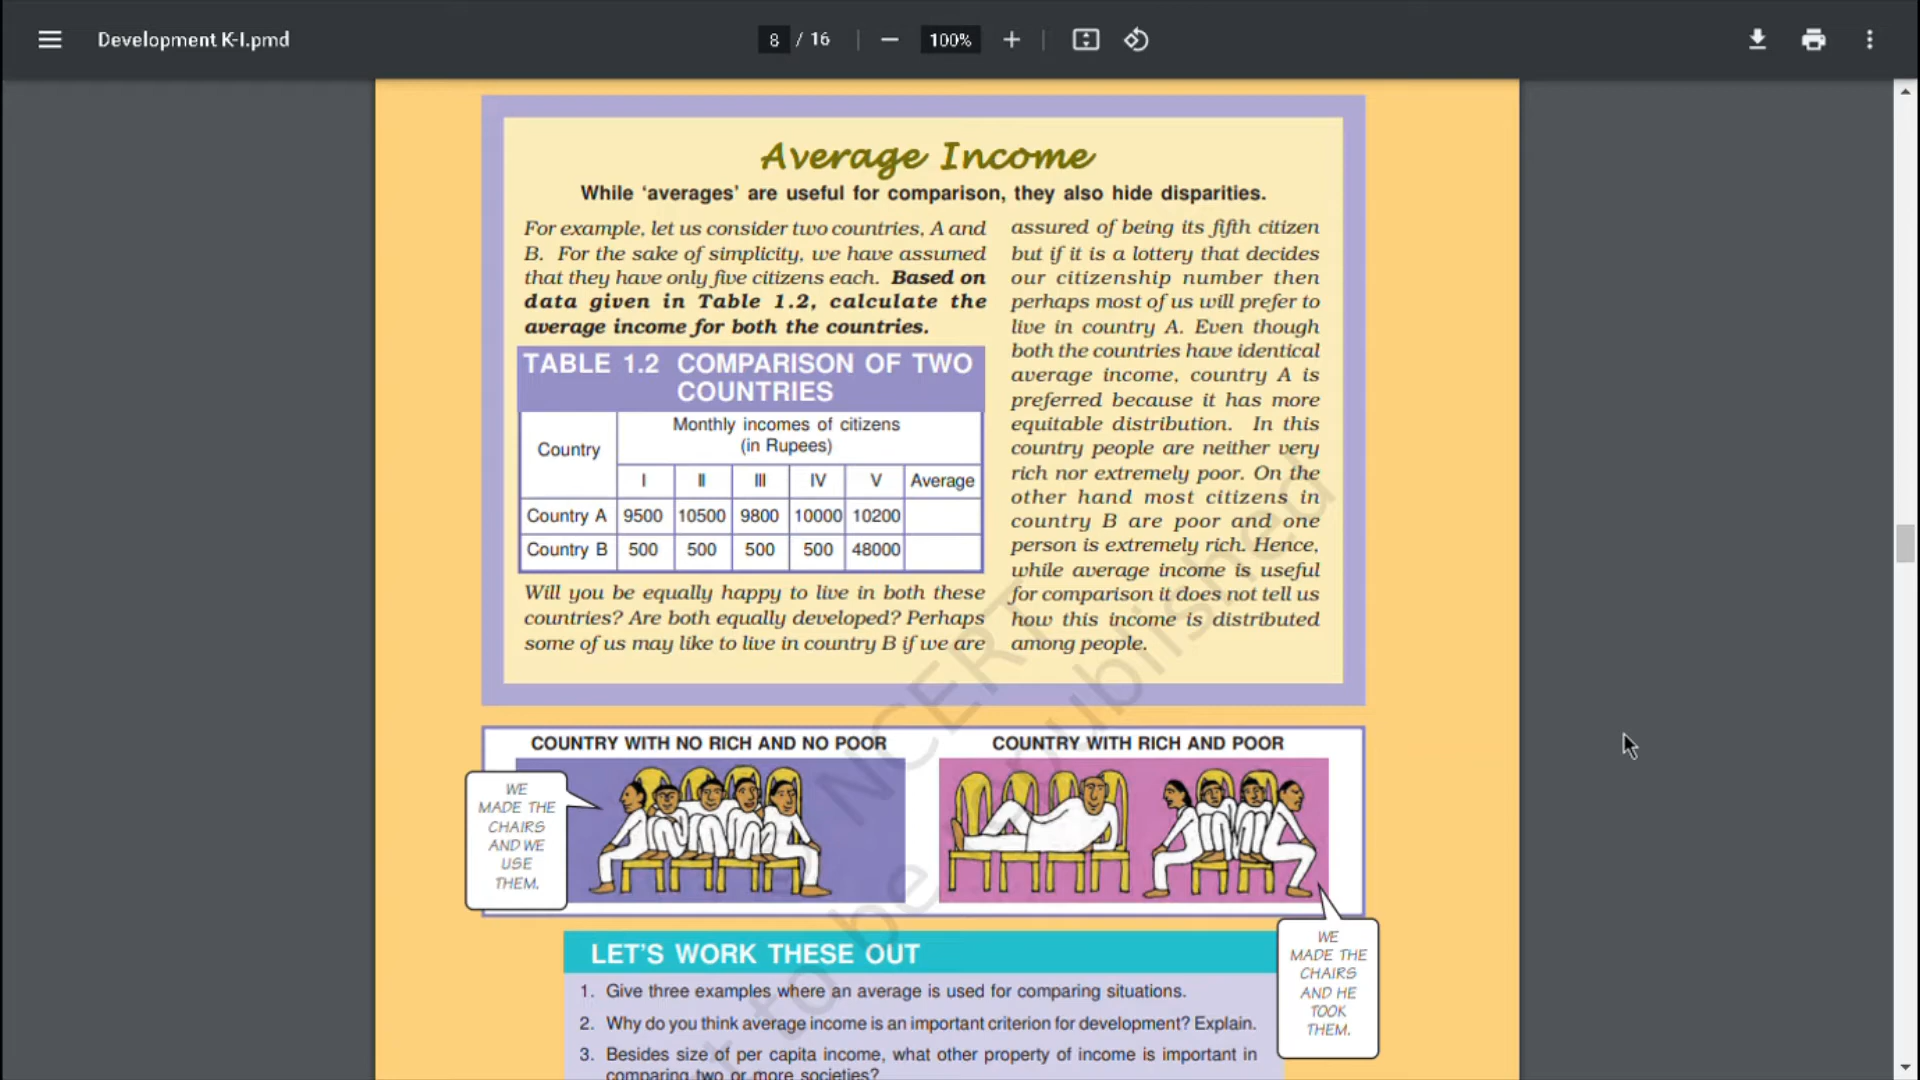 Development K-I.pmd
8 / 16
100%
Average Income
While ‘averages’ are useful for comparison, they also hide disparities.
For example, let us consider two countries, A and
B. For the sake of simplicity, we have assumed
that they have only five citizens each. Based on
data given in Table 1.2, calculate the
average income for both the countries.
TABLE 1.2 COMPARISON OF TWO
COUNTRIES
Country
Monthly incomes of citizens
(in Rupees)
I II III IV V Average
Country A 9500 10500 9800 10000 10200
Country B 500 500 500 500 48000
Will you be equally happy to live in both these
countries? Are both equally developed? Perhaps
some of us may like to live in country B if we are
assured of being its fifth citizen
but if it is a lottery that decides
our citizenship number then
perhaps most of us will prefer to
live in country A. Even though
both the countries have identical
average income, country A is
preferred because it has more
equitable distribution. In this
country people are neither very
rich nor extremely poor. On the
other hand most citizens in
country B are poor and one
person is extremely rich. Hence,
while average income is useful
for comparison it does not tell us
how this income is distributed
among people.
COUNTRY WITH NO RICH AND NO POOR
WE
MADE THE
CHAIRS
AND WE
USE
THEM.
COUNTRY WITH RICH AND POOR
WE
MADE THE
CHAIRS
AND HE
TOOK
THEM.
LET’S WORK THESE OUT
1. Give three examples where an average is used for comparing situations.
2. Why do you think average income is an important criterion for development? Explain.
3. Besides size of per capita income, what other property of income is important in
comparing two or more societies?
NCERT
to be published